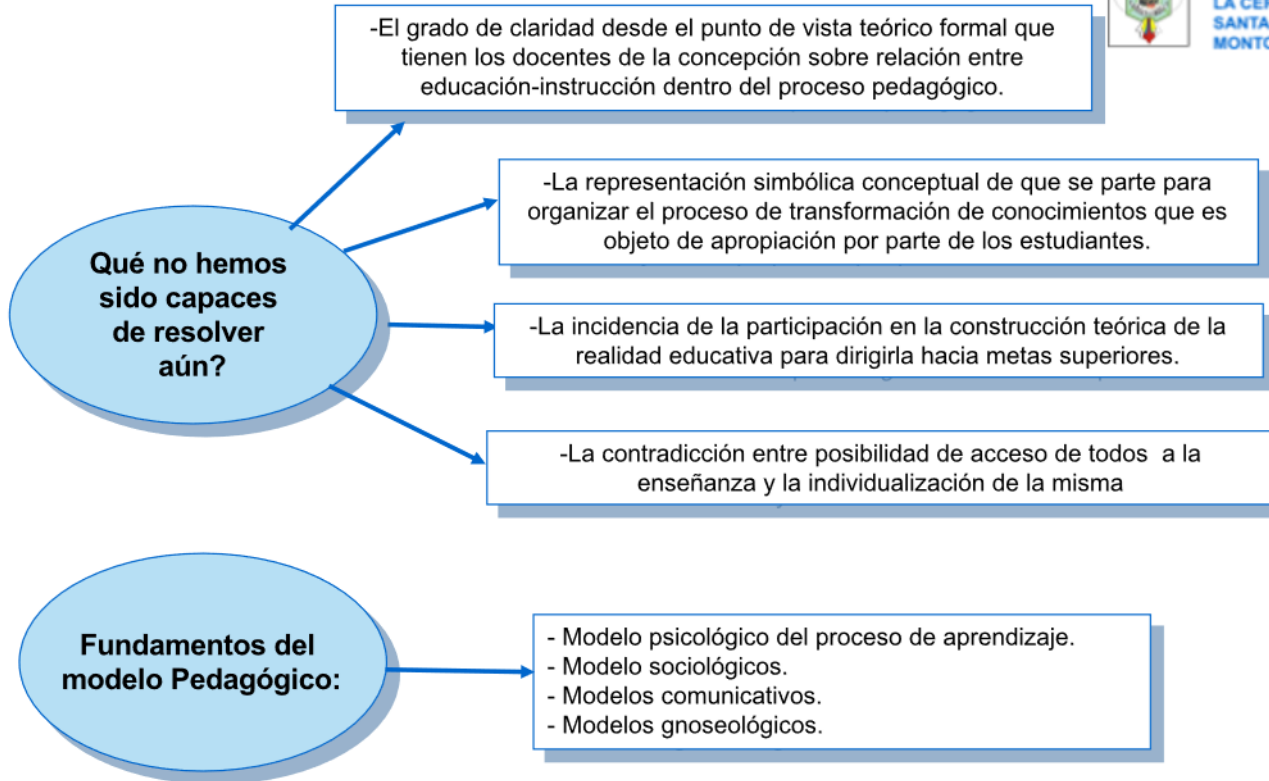 LA CER
SANTA
MONTO
-El grado de claridad desde el punto de vista teórico formal que
tienen los docentes de la concepción sobre relación entre
educación-instrucción dentro del proceso pedagógico.
-La representación simbólica conceptual de que se parte para
organizar el proceso de transformación de conocimientos que es
objeto de apropiación por parte de los estudiantes.
Qué no hemos
sido capaces
de resolver
aún?
-La incidencia de la participación en la construcción teórica de la
realidad educativa para dirigirla hacia metas superiores.
-La contradicción entre posibilidad de acceso de todos a la
enseñanza y la individualización de la misma
Fundamentos del
modelo Pedagógico:
- Modelo psicológico del proceso de aprendizaje.
- Modelo sociológicos.
- Modelos comunicativos.
- Modelos gnoseológicos.